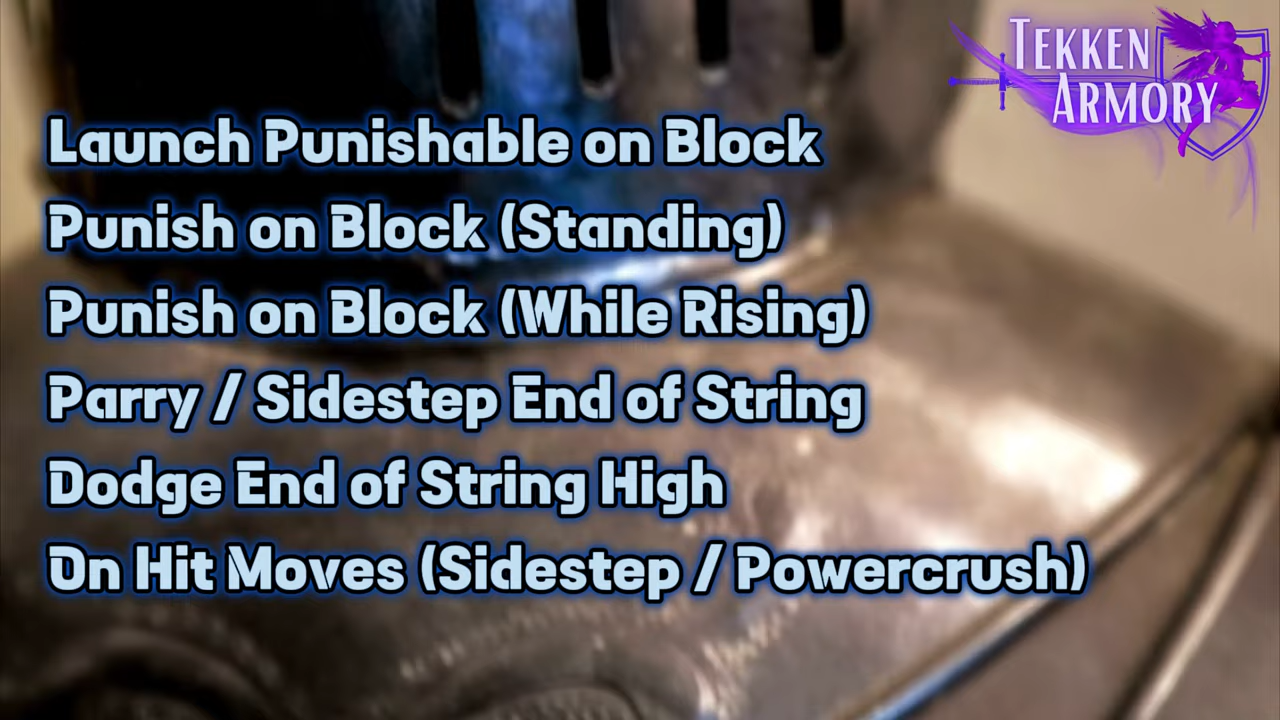 Tekken
Armory
Launch Punishable on Block
Punish on Block (Standing)
Punish on Block (While Rising)
Parry / Sidestep End of String
Dodge End of String High
On Hit Moves (Sidestep / Powercrush)